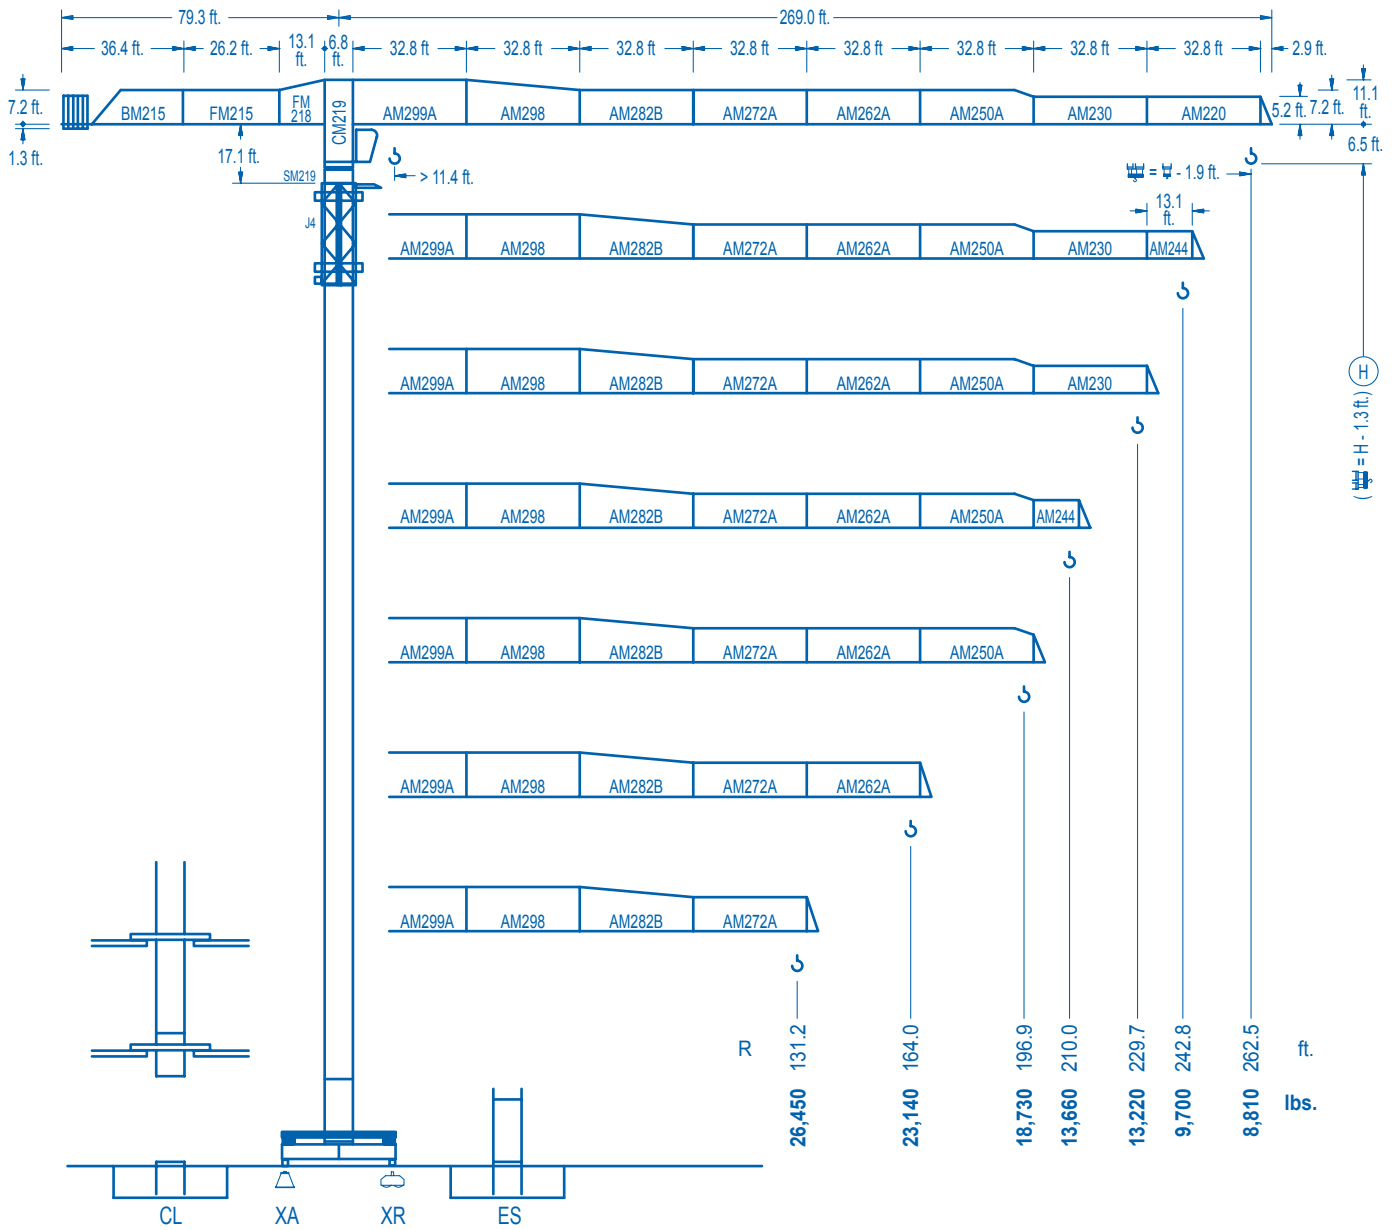 79.3 ft.
269.0 ft.
36.4 ft.
26.2 ft.
13.1 ft.
6.8 ft.
32.8 ft
32.8 ft
32.8 ft
32.8 ft
32.8 ft
32.8 ft
32.8 ft
32.8 ft
2.9 ft.
7.2 ft.
1.3 ft.
BM215
FM215
FM 218
CM219
AM299A
AM298
AM282B
AM272A
AM262A
AM250A
AM230
AM220
5.2 ft.
7.2 ft.
11.1 ft.
6.5 ft.
17.1 ft.
SM219
> 11.4 ft.
= - 1.9 ft.
J4
13.1 ft.
AM299A
AM298
AM282B
AM272A
AM262A
AM250A
AM230
AM244
H
( = H - 1.3 ft.)
AM299A
AM298
AM282B
AM272A
AM262A
AM250A
AM230
AM299A
AM298
AM282B
AM272A
AM262A
AM250A
AM244
AM299A
AM298
AM282B
AM272A
AM262A
AM250A
AM299A
AM298
AM282B
AM272A
AM262A
AM299A
AM298
AM282B
AM272A
R
131.2
164.0
196.9
210.0
229.7
242.8
262.5
ft.
26,450
23,140
18,730
13,660
13,220
9,700
8,810
lbs.
CL
XA
XR
ES